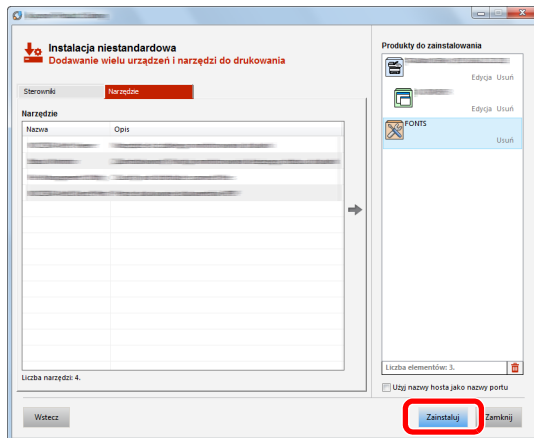 Instalacja niestandardowa
Dodawanie wielu urządzeń i narzędzi do drukowania
Sterowniki
Narzędzie
Narzędzie
Nazwa
Opis
Liczba narzędzi: 4.
Produkty do zainstalowania
Edycja Usuń
Edycja Usuń
FONTS
Usuń
Liczba elementów: 3.
Użyj nazwy hosta jako nazwy portu
Wstecz
Zainstaluj
Zamknij